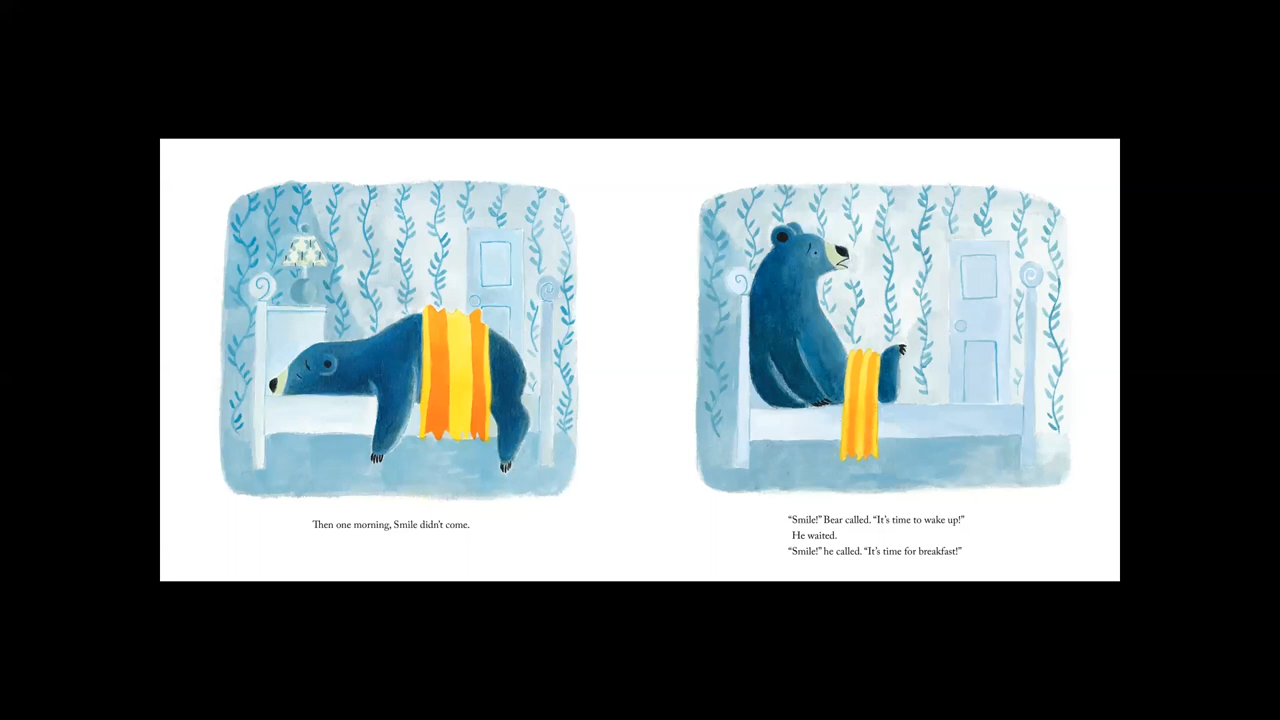 Then one morning, Smile didn’t come.
“Smile!” Bear called. “It’s time to wake up!”
He waited.
“Smile!” he called. “It’s time for breakfast!”